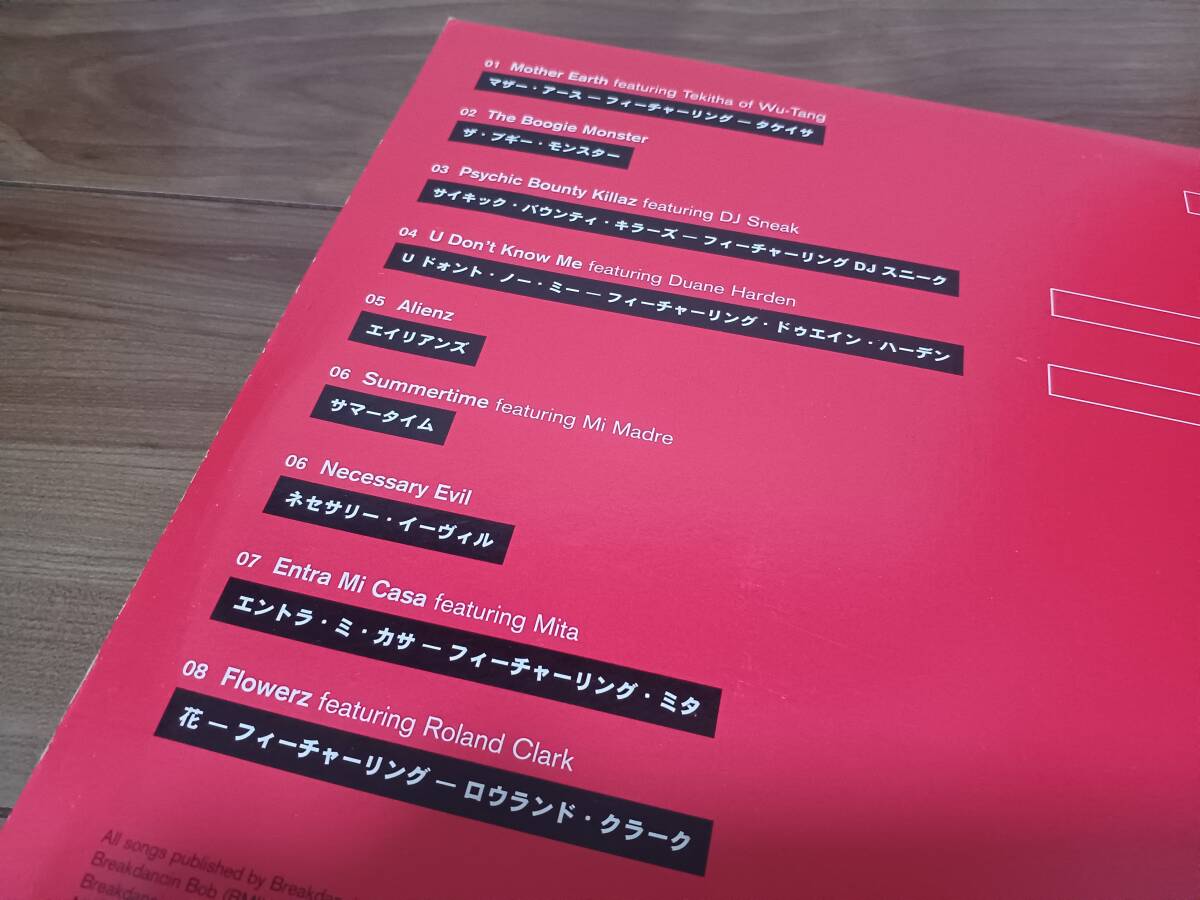 01 Mother Earth featuring Tekitha of Wu-Tang
マザー・アース ― フィーチャーリング ― タケイサ
02 The Boogie Monster
ザ・ブギー・モンスター
03 Psychic Bounty Killaz featuring DJ Sneak
サイキック・バウンティ・キラーズ ― フィーチャーリング DJ スニーク
04 U Don't Know Me featuring Duane Harden
U ドォント・ノー・ミー ― フィーチャーリング・ドゥエイン・ハーデン
05 Alienz
エイリアンズ
06 Summertime featuring Mi Madre
サマータイム
06 Necessary Evil
ネセサリー・イーヴィル
07 Entra Mi Casa featuring Mita
エントラ・ミ・カサ ― フィーチャーリング・ミタ
08 Flowerz featuring Roland Clark
花 ― フィーチャーリング ― ロウランド・クラーク
All songs published by
Breakdancin Bob